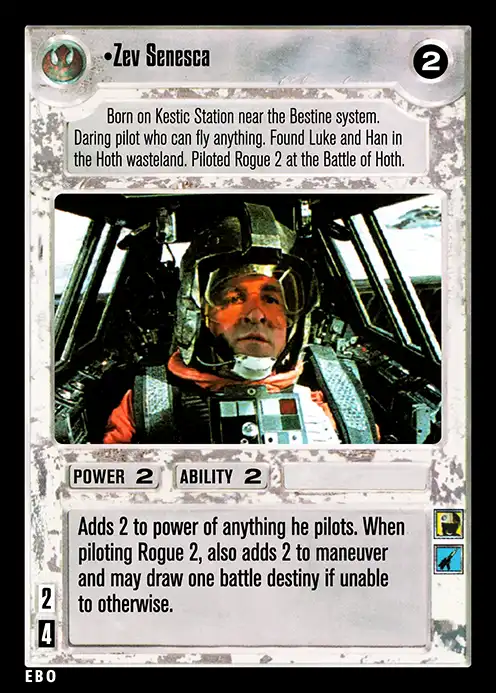 •Zev Senesca
2
Born on Kestic Station near the Bestine system.
Daring pilot who can fly anything. Found Luke and Han in
the Hoth wasteland. Piloted Rogue 2 at the Battle of Hoth.
POWER 2 ABILITY 2
Adds 2 to power of anything he pilots. When
piloting Rogue 2, also adds 2 to maneuver
and may draw one battle destiny if unable
to otherwise.
2
4
EBO